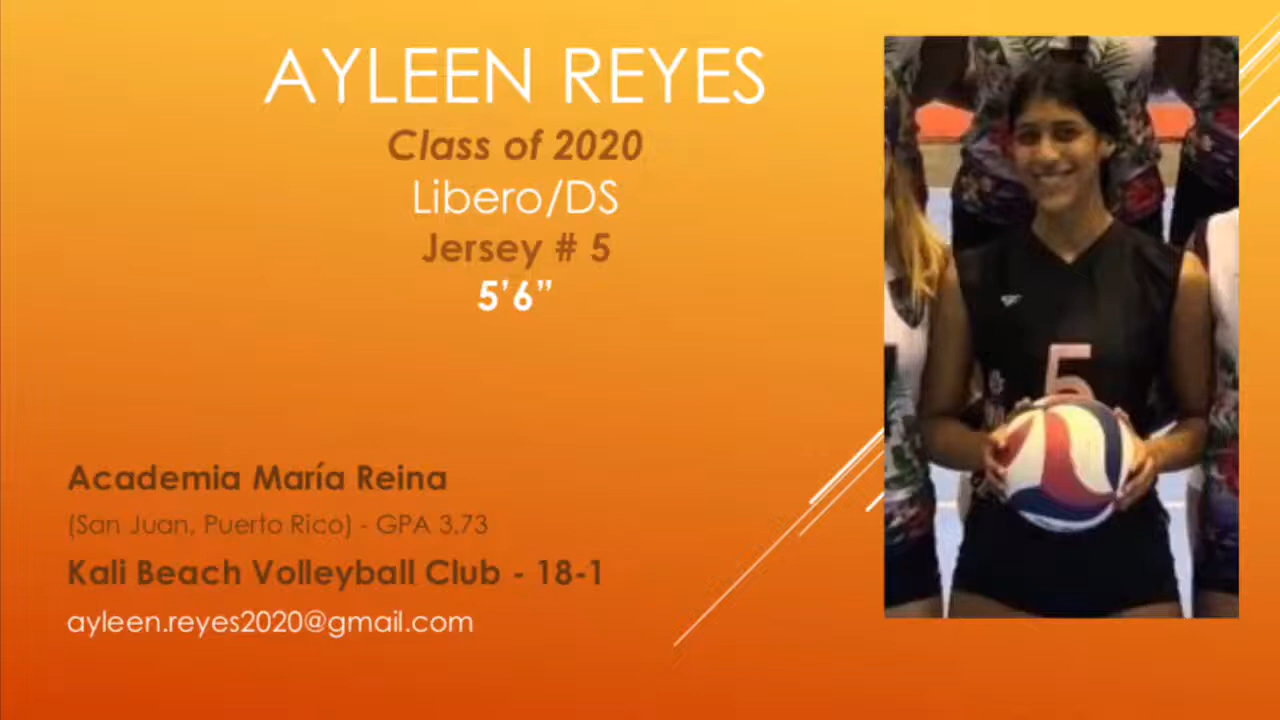 AYLEEN REYES
Class of 2020
Libero/DS
Jersey # 5
5’6”
5
Academia María Reina
(San Juan, Puerto Rico) - GPA 3.73
Kali Beach Volleyball Club - 18-1
ayleen.reyes2020@gmail.com